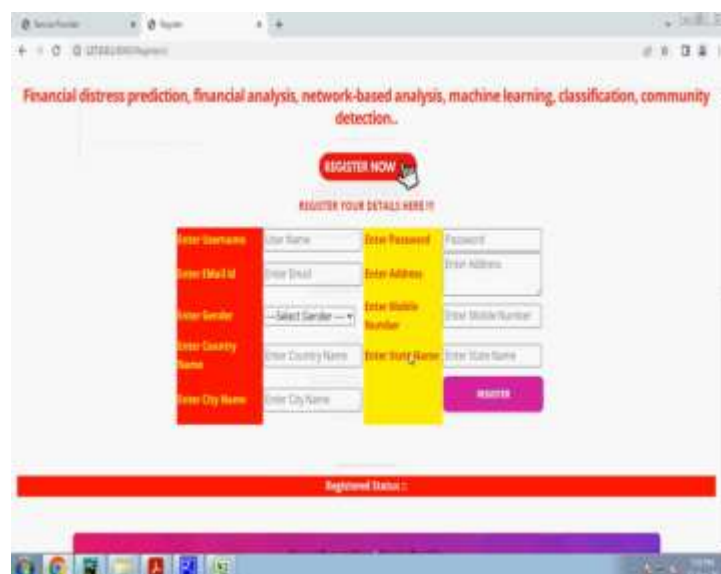 Register
Financial distress prediction, financial analysis, network-based analysis, machine learning, classification, community
detection..
REGISTER NOW
REGISTER YOUR DETAILS HERE !!!
Enter Username User Name Enter Password Password
Enter EMail Id Enter Email Enter Address Enter Address
Enter Gender ---Select Gender--- Enter Mobile Number Enter Mobile Number
Enter Country Name Enter Country Name Enter State Name Enter State Name
Enter City Name Enter City Name REGISTER
Registered Status ::